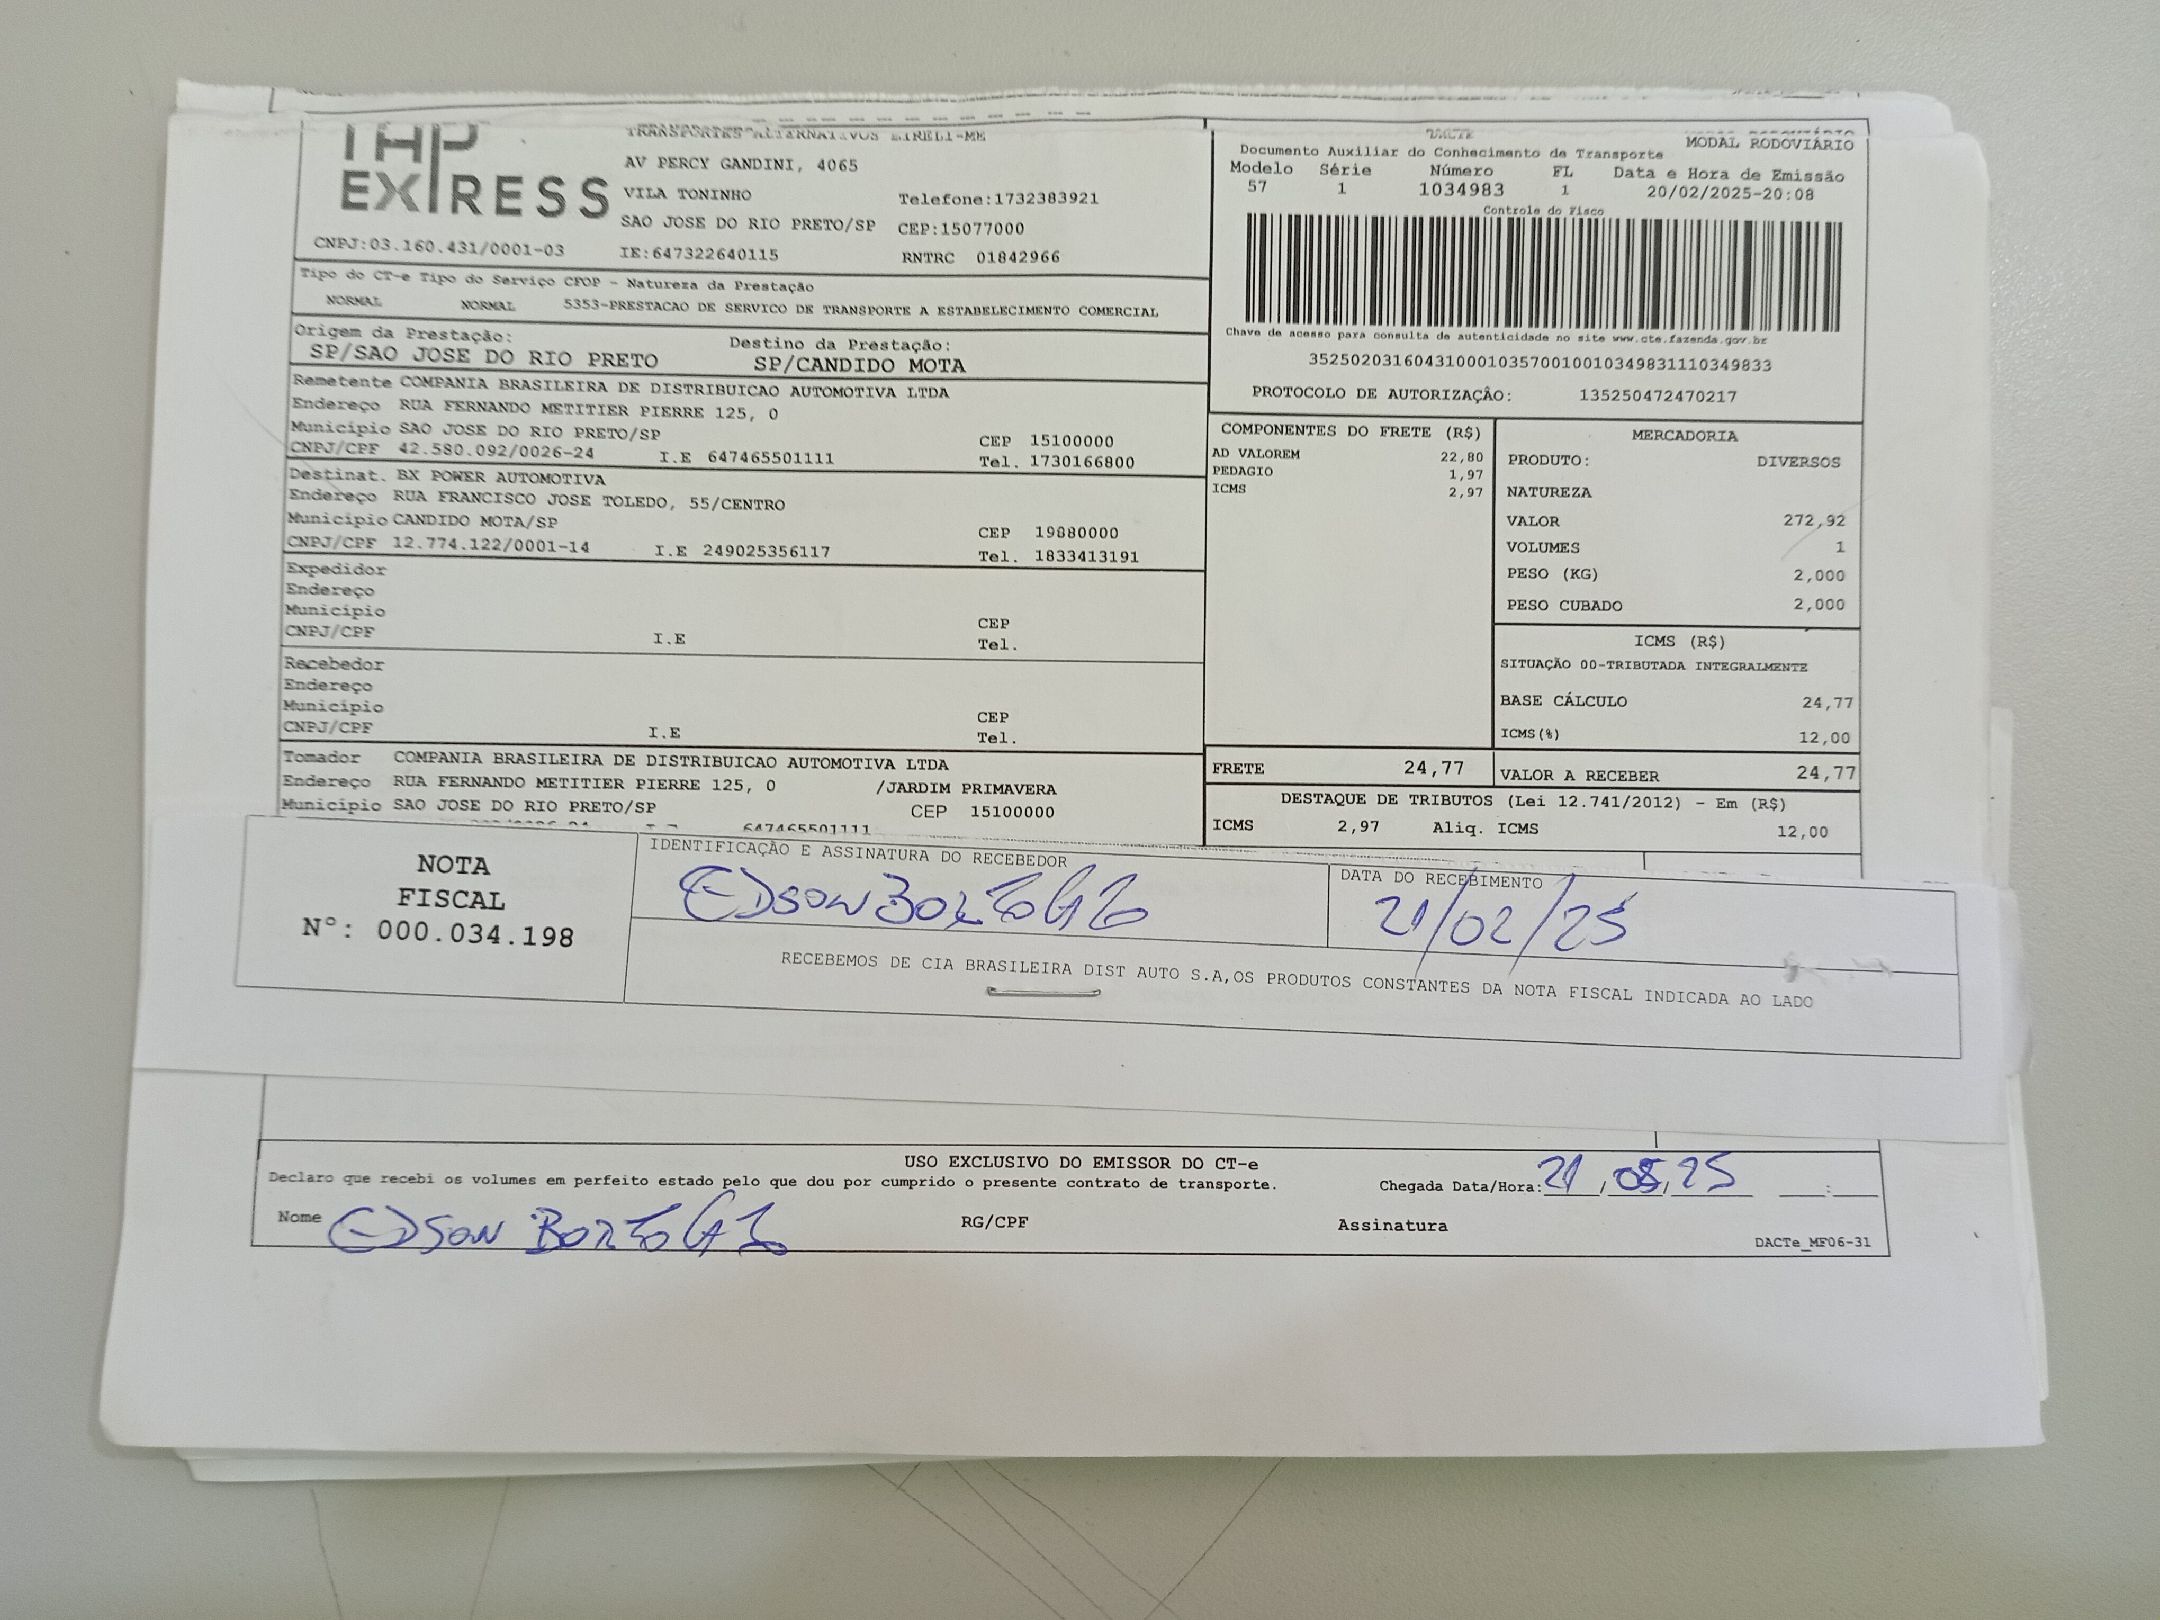 EXPRESS
TRANSPORTES ALTERNATIVOS EIRELI-ME
AV PERCY GANDINI, 4065
VILA TONINHO Telefone:1732383921
SAO JOSE DO RIO PRETO/SP CEP:15077000
CNPJ:03.160.431/0001-03 IE:647322640115 RNTRC 01842966
DACTE MODAL RODOVIÁRIO
Documento Auxiliar do Conhecimento de Transporte
Modelo Série Número FL Data e Hora de Emissão
57 1 1034983 1 20/02/2025-20:08
Controle do Fisco
Chave de acesso para consulta de autenticidade no site www.cte.fazenda.gov.br
35250203160431000103570010010349831110349833
PROTOCOLO DE AUTORIZAÇÂO: 135250472470217
Tipo do CT-e Tipo do Serviço CFOP - Natureza da Prestação
NORMAL NORMAL 5353-PRESTACAO DE SERVICO DE TRANSPORTE A ESTABELECIMENTO COMERCIAL
Origem da Prestação: Destino da Prestação:
SP/SAO JOSE DO RIO PRETO SP/CANDIDO MOTA
Remetente COMPANIA BRASILEIRA DE DISTRIBUICAO AUTOMOTIVA LTDA
Endereço RUA FERNANDO METITIER PIERRE 125, 0
Município SAO JOSE DO RIO PRETO/SP CEP 15100000
CNPJ/CPF 42.580.092/0026-24 I.E 647465501111 Tel. 1730166800
Destinat. BX POWER AUTOMOTIVA
Endereço RUA FRANCISCO JOSE TOLEDO, 55/CENTRO
Município CANDIDO MOTA/SP CEP 19880000
CNPJ/CPF 12.774.122/0001-14 I.E 249025356117 Tel. 1833413191
Expedidor
Endereço
Município CEP
CNPJ/CPF I.E Tel.
Recebedor
Endereço
Município CEP
CNPJ/CPF I.E Tel.
Tomador COMPANIA BRASILEIRA DE DISTRIBUICAO AUTOMOTIVA LTDA
Endereço RUA FERNANDO METITIER PIERRE 125, 0 /JARDIM PRIMAVERA
Município SAO JOSE DO RIO PRETO/SP CEP 15100000
647465501111
COMPONENTES DO FRETE (R$)
AD VALOREM 22,80
PEDAGIO 1,97
ICMS 2,97
MERCADORIA
PRODUTO: DIVERSOS
NATUREZA
VALOR 272,92
VOLUMES 1
PESO (KG) 2,000
PESO CUBADO 2,000
ICMS (R$)
SITUAÇÃO 00-TRIBUTADA INTEGRALMENTE
BASE CÁLCULO 24,77
ICMS(%) 12,00
FRETE 24,77 VALOR A RECEBER 24,77
DESTAQUE DE TRIBUTOS (Lei 12.741/2012) - Em (R$)
ICMS 2,97 Aliq. ICMS 12,00
NOTA
FISCAL
N°: 000.034.198
IDENTIFICAÇÃO E ASSINATURA DO RECEBEDOR
EDSON
DATA DO RECEBIMENTO
21/02/25
RECEBEMOS DE CIA BRASILEIRA DIST AUTO S.A,OS PRODUTOS CONSTANTES DA NOTA FISCAL INDICADA AO LADO
USO EXCLUSIVO DO EMISSOR DO CT-e
Declaro que recebi os volumes em perfeito estado pelo que dou por cumprido o presente contrato de transporte. Chegada Data/Hora: 21 , , 25 :
Nome EDSON RG/CPF Assinatura
DACTe_MF06-31